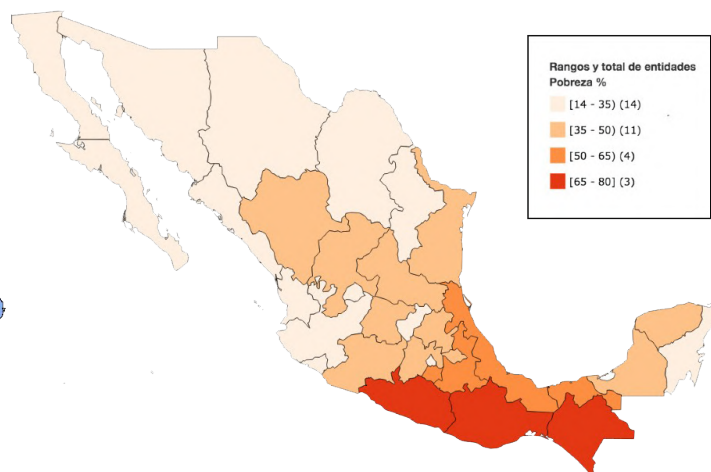 Rangos y total de entidades
Pobreza %
[14 - 35) (14)
[35 - 50) (11)
[50 - 65) (4)
[65 - 80] (3)